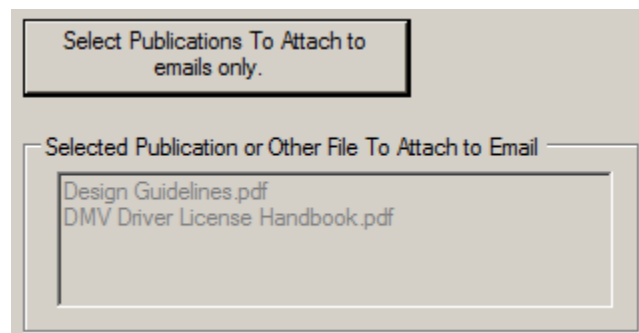 Select Publications To Attach to
emails only.
Selected Publication or Other File To Attach to Email
Design Guidelines.pdf
DMV Driver License Handbook.pdf